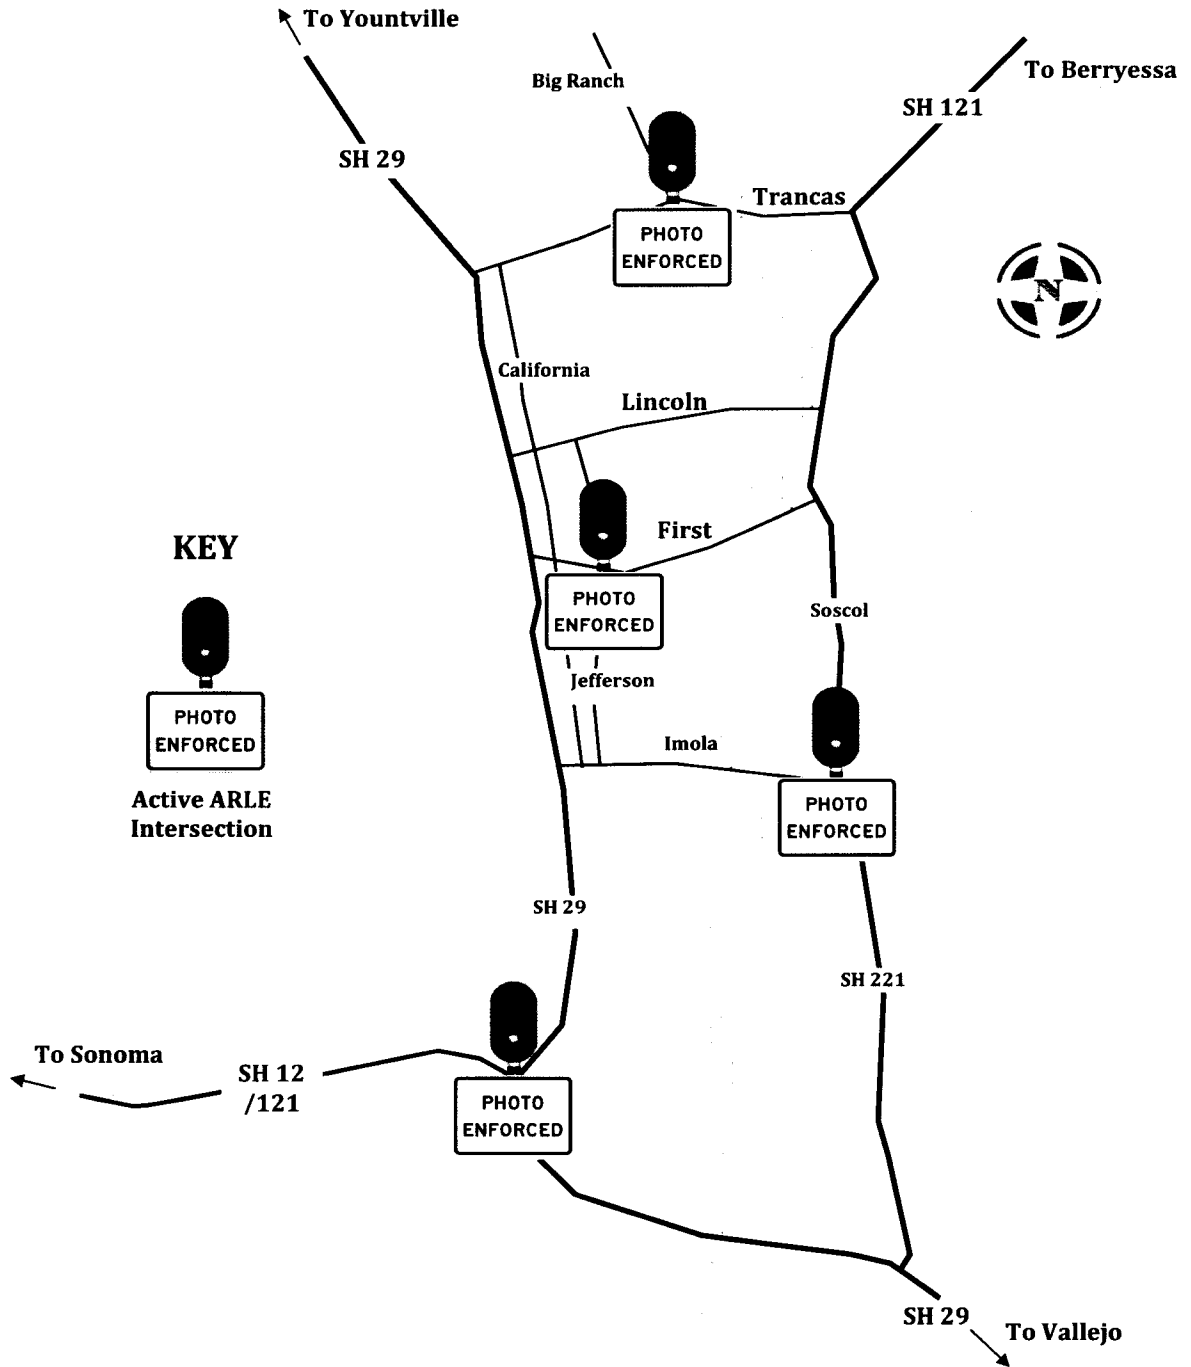 To Yountville
Big Ranch
To Berryessa
SH 121
SH 29
Trancas
PHOTO
ENFORCED
N
California
Lincoln
First
KEY
PHOTO
ENFORCED
Soscol
Jefferson
PHOTO
ENFORCED
Imola
Active ARLE
Intersection
PHOTO
ENFORCED
SH 29
SH 221
To Sonoma
SH 12
/121
PHOTO
ENFORCED
SH 29
To Vallejo